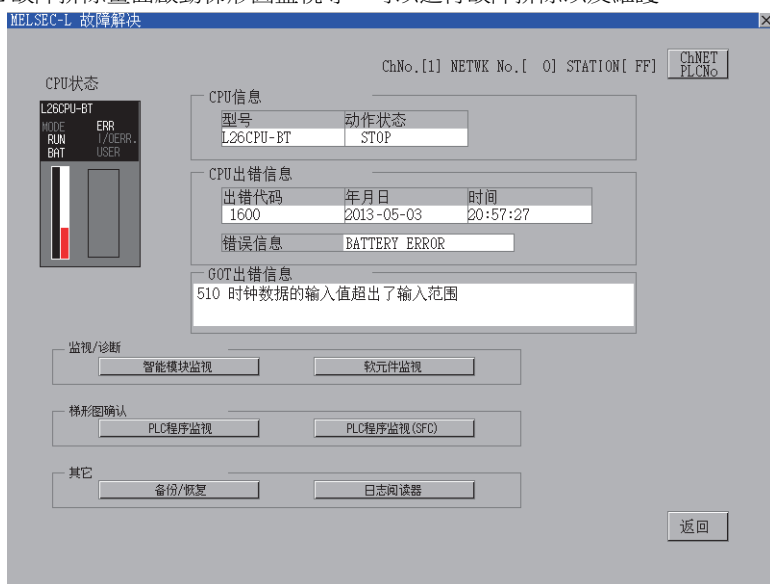 MELSEC-L 故障解决
ChNo.[1] NETWK No.[ 0] STATION[ FF]
ChNET
PLCNo
CPU状态
L26CPU-BT
MODE ERR
RUN I/OERR.
BAT USER
CPU信息
型号 动作状态
L26CPU-BT STOP
CPU出错信息
出错代码 年月日 时间
1600 2013-05-03 20:57:27
错误信息 BATTERY ERROR
GOT出错信息
510 时钟数据的输入值超出了输入范围
监视/诊断
智能模块监视 软元件监视
梯形图确认
PLC程序监视 PLC程序监视(SFC)
其它
备份/恢复 日志阅读器
返回